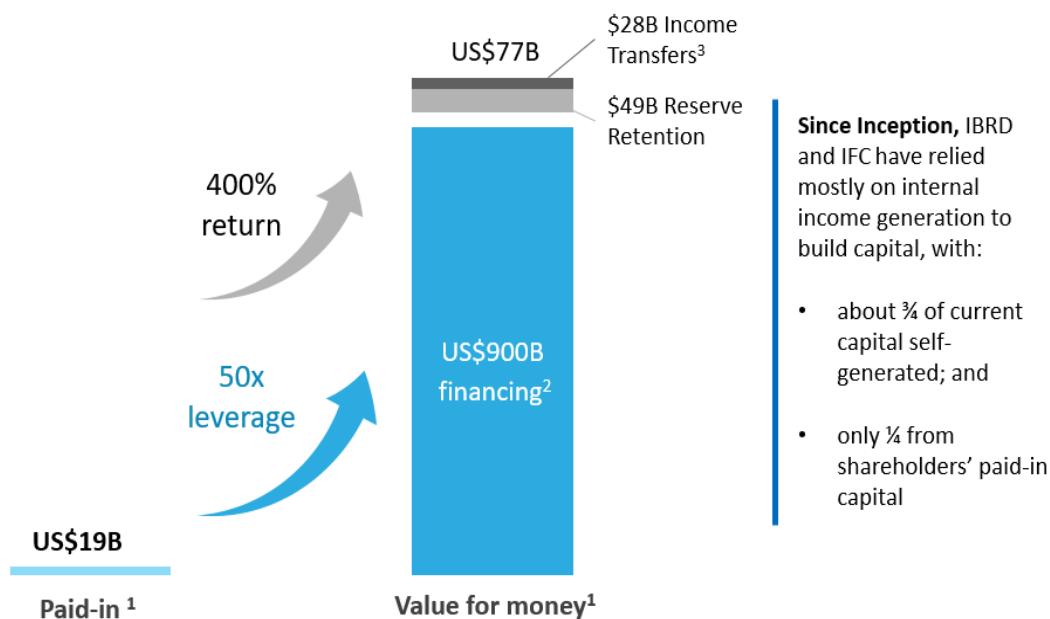 US$77B
$28B Income
Transfers³
$49B Reserve
Retention
400%
return
50x
leverage
US$900B
financing²
US$19B
Paid-in ¹
Value for money¹
Since Inception, IBRD
and IFC have relied
mostly on internal
income generation to
build capital, with:
• about ¾ of current
capital self-
generated; and
• only ¼ from
shareholders’ paid-in
capital